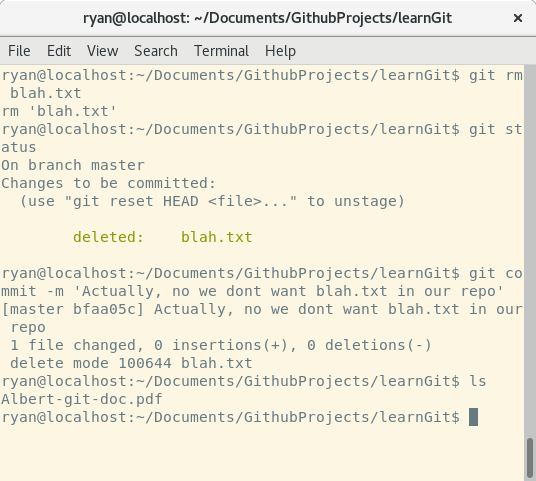 ryan@localhost: ~/Documents/GithubProjects/learnGit
File Edit View Search Terminal Help
ryan@localhost:~/Documents/GithubProjects/learnGit$ git rm
 blah.txt
rm 'blah.txt'
ryan@localhost:~/Documents/GithubProjects/learnGit$ git st
atus
On branch master
Changes to be committed:
  (use "git reset HEAD <file>..." to unstage)
        deleted:    blah.txt
ryan@localhost:~/Documents/GithubProjects/learnGit$ git co
mmit -m 'Actually, no we dont want blah.txt in our repo'
[master bfaa05c] Actually, no we dont want blah.txt in our
 repo
 1 file changed, 0 insertions(+), 0 deletions(-)
 delete mode 100644 blah.txt
ryan@localhost:~/Documents/GithubProjects/learnGit$ ls
Albert-git-doc.pdf
ryan@localhost:~/Documents/GithubProjects/learnGit$